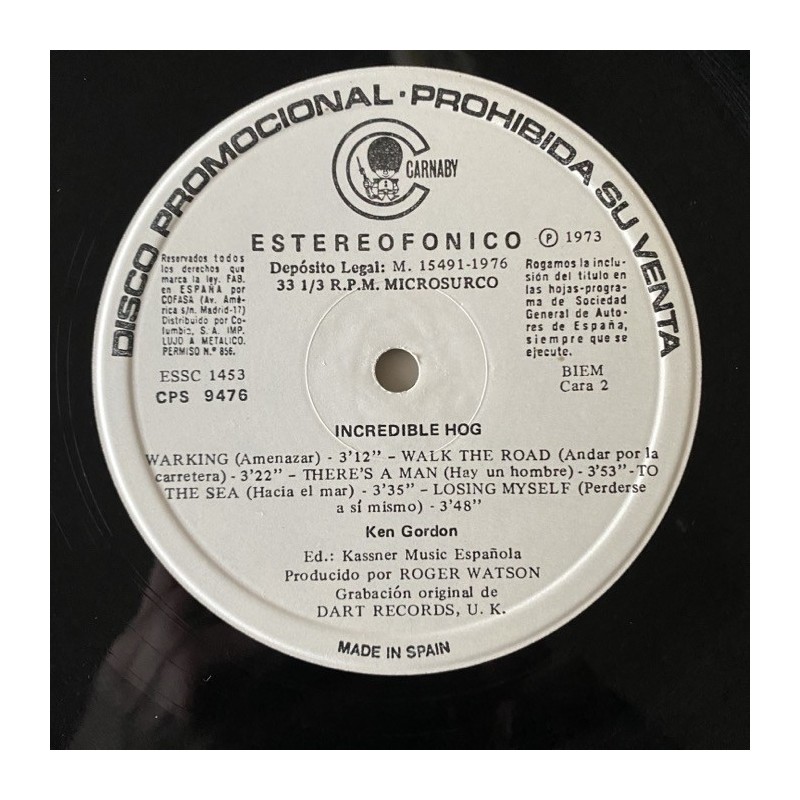 DISCO PROMOCIONAL · PROHIBIDA SU VENTA
CARNABY
ESTEREOFONICO
Ⓟ 1973
Depósito Legal: M. 15491-1976
33 1/3 R.P.M. MICROSURCO
Reservados todos
los derechos que
marca la ley. FAB.
en ESPAÑA por
COFASA (Av. Amé-
rica s/n. Madrid-17)
Distribuido por Co-
lumbia, S. A. IMP.
LUJO A METALICO.
PERMISO N.º 856.
Rogamos la inclu-
sión del título en
las hojas-progra-
ma de Sociedad
General de Auto-
res de España,
siempre que se
ejecute.
ESSC 1453
CPS 9476
BIEM
Cara 2
INCREDIBLE HOG
WARKING (Amenazar) - 3'12" - WALK THE ROAD (Andar por la
carretera) - 3'22" - THERE'S A MAN (Hay un hombre) - 3'53" -TO
THE SEA (Hacia el mar) - 3'35" - LOSING MYSELF (Perderse
a sí mismo) - 3'48"
Ken Gordon
Ed.: Kassner Music Española
Producido por ROGER WATSON
Grabación original de
DART RECORDS, U. K.
MADE IN SPAIN